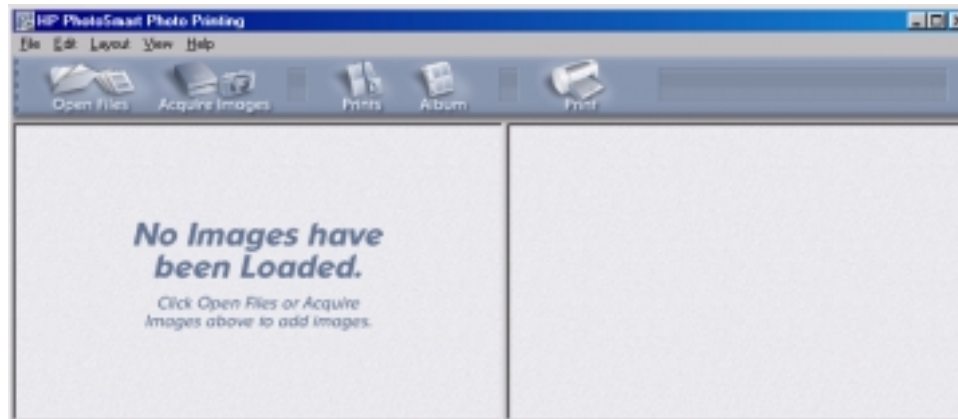 HP PhotoSmart Photo Printing
File Edit Layout View Help
Open Files Acquire Images Prints Album Print
No Images have
been Loaded.
Click Open Files or Acquire
Images above to add images.